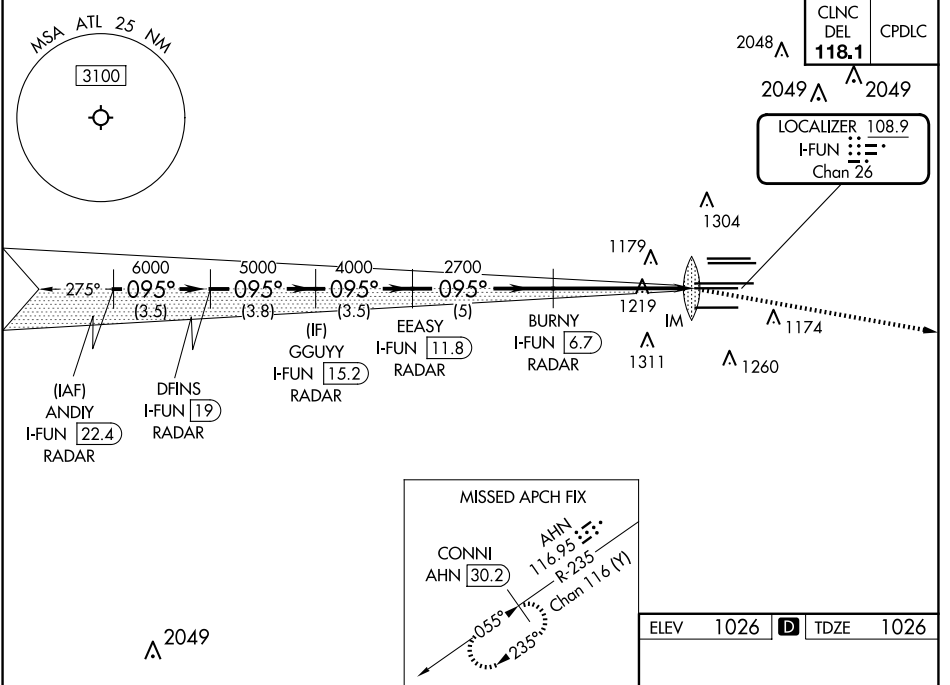 MSA ATL 25 NM
3100
CLNC
DEL
118.1
CPDLC
2048
2049
2049
LOCALIZER 108.9
I-FUN
Chan 26
1304
1179
1219
IM
1311
1174
1260
6000
5000
4000
2700
275°
095°
095°
095°
095°
(3.5)
(3.8)
(3.5)
(5)
(IAF)
ANDIY
I-FUN 22.4
RADAR
DFINS
I-FUN 19
RADAR
(IF)
GGUYY
I-FUN 15.2
RADAR
EEASY
I-FUN 11.8
RADAR
BURNY
I-FUN 6.7
RADAR
MISSED APCH FIX
CONNI
AHN 30.2
AHN
116.95
R-235
Chan 116 (Y)
055°
235°
2049
ELEV 1026 D TDZE 1026